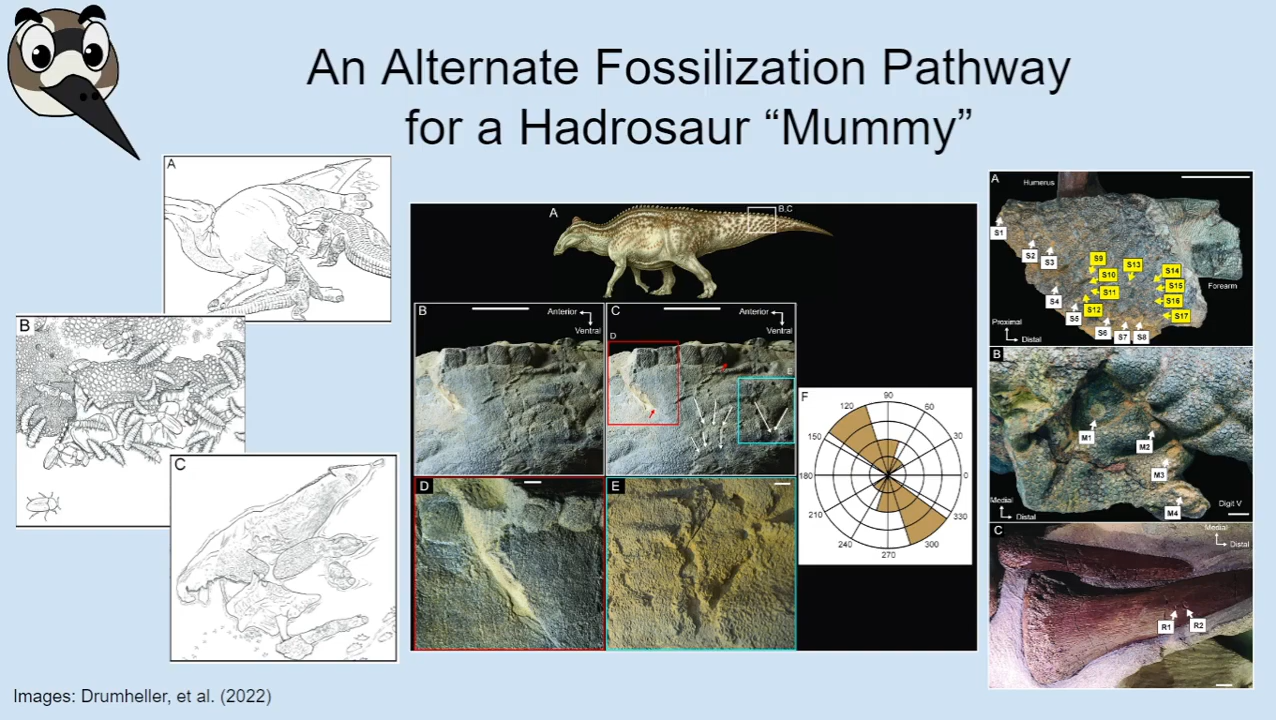 An Alternate Fossilization Pathway
for a Hadrosaur “Mummy”
A
B
C
A
B,C
B
Anterior
Ventral
C
Anterior
Ventral
D
E
D
E
F
90
120
60
150
30
180
0
210
330
240
300
270
A
Humerus
S1
S2
S3
S4
S5
S6
S7
S8
S9
S10
S11
S12
S13
S14
S15
S16
S17
Forearm
Proximal
Distal
B
M1
M2
M3
M4
Medial
Distal
Digit V
C
Medial
Distal
R1
R2
Images: Drumheller, et al. (2022)